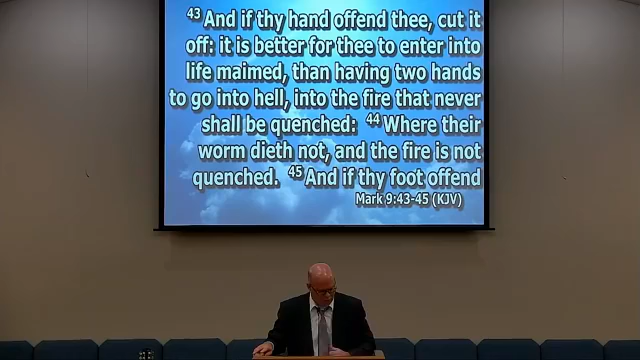 43 And if thy hand offend thee, cut it
off: it is better for thee to enter into
life maimed, than having two hands
to go into hell, into the fire that never
shall be quenched: 44 Where their
worm dieth not, and the fire is not
quenched. 45 And if thy foot offend
Mark 9:43-45 (KJV)